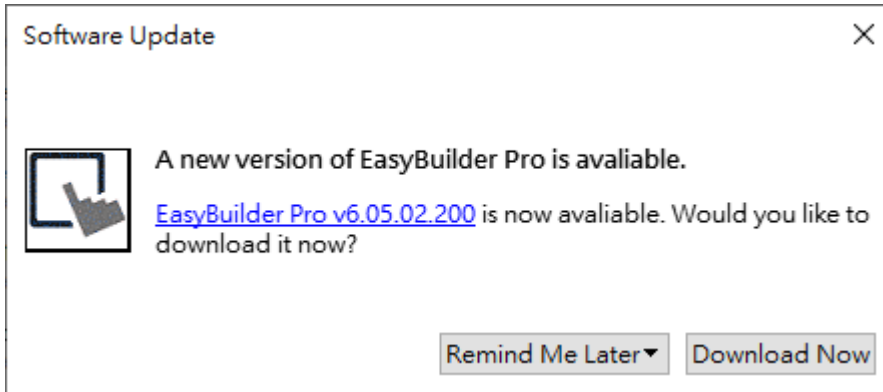 Software Update
A new version of EasyBuilder Pro is avaliable.
EasyBuilder Pro v6.05.02.200 is now avaliable. Would you like to
download it now?
Remind Me Later▼ Download Now